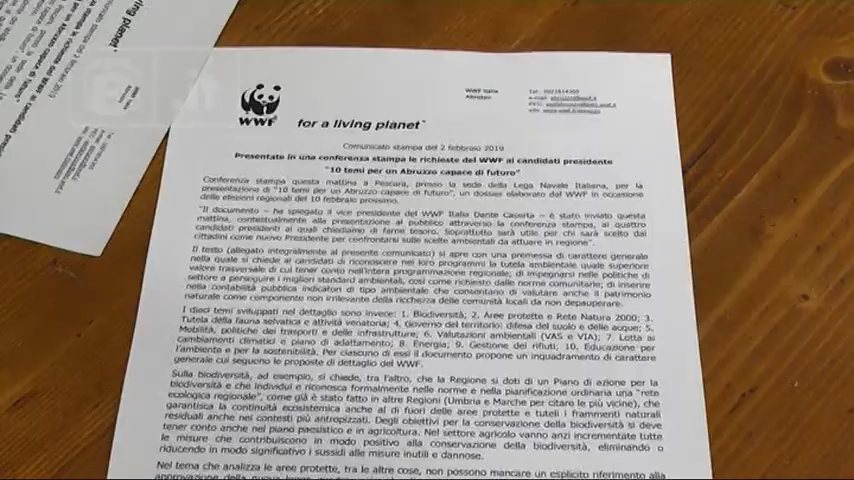 WWF Italia
Abruzzo
WWF
for a living planet
Comunicato stampa del 2 febbraio 2019
Presentate in una conferenza stampa le richieste del WWF ai candidati presidente
"10 temi per un Abruzzo capace di futuro"
Conferenza stampa questa mattina a Pescara, presso la sede della Lega Navale Italiana, per la
presentazione di "10 temi per un Abruzzo capace di futuro", un dossier elaborato dal WWF in occasione
delle elezioni regionali del 10 febbraio prossimo.
"Il documento – ha spiegato il vice presidente del WWF Italia Dante Caserta – è stato inviato questa
mattina, contestualmente alla presentazione al pubblico attraverso la conferenza stampa, ai quattro
candidati presidenti ai quali chiediamo di farne tesoro. Soprattutto sarà utile per chi sarà scelto dai
cittadini come nuovo Presidente per confrontarsi sulle scelte ambientali da attuare in regione".
Il testo (allegato integralmente al presente comunicato) si apre con una premessa di carattere generale
nella quale si chiede ai candidati di riconoscere nei loro programmi la tutela ambientale quale superiore
valore trasversale di cui tener conto nell'intera programmazione regionale; di impegnarsi nelle politiche di
settore a perseguire i migliori standard ambientali, così come richiesto dalle norme comunitarie; di inserire
nella contabilità pubblica indicatori di tipo ambientale che consentano di valutare anche il patrimonio
naturale come componente non irrilevante della ricchezza delle comunità locali da non depauperare.
I dieci temi sviluppati nel dettaglio sono invece: 1. Biodiversità; 2. Aree protette e Rete Natura 2000; 3.
Tutela della fauna selvatica e attività venatoria; 4. Governo del territorio: difesa del suolo e delle acque; 5.
Mobilità, politiche dei trasporti e delle infrastrutture; 6. Valutazioni ambientali (VAS e VIA); 7. Lotta ai
cambiamenti climatici e piano di adattamento; 8. Energia; 9. Gestione dei rifiuti; 10. Educazione per
l'ambiente e per la sostenibilità. Per ciascuno di essi il documento propone un inquadramento di carattere
generale cui seguono le proposte di dettaglio del WWF.
Sulla biodiversità, ad esempio, si chiede, tra l'altro, che la Regione si doti di un Piano di azione per la
biodiversità e che individui e riconosca formalmente nelle norme e nella pianificazione ordinaria una "rete
ecologica regionale", come già è stato fatto in altre Regioni (Umbria e Marche per citare le più vicine), che
garantisca la continuità ecosistemica anche al di fuori delle aree protette e tuteli i frammenti naturali
residuali anche nei contesti più antropizzati. Degli obiettivi per la conservazione della biodiversità si deve
tener conto anche nel piano paesistico e in agricoltura. Nel settore agricolo vanno anzi incrementate tutte
le misure che contribuiscono in modo positivo alla conservazione della biodiversità, eliminando o
riducendo in modo significativo i sussidi alle misure inutili e dannose.
Nel tema che analizza le aree protette, tra le altre cose, non possono mancare un esplicito riferimento alla